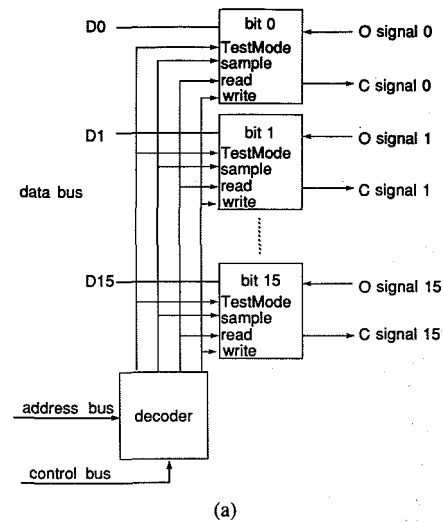 D0
bit 0
TestMode
sample
read
write
O signal 0
C signal 0
D1
bit 1
TestMode
sample
read
write
O signal 1
C signal 1
data bus
D15
bit 15
TestMode
sample
read
write
O signal 15
C signal 15
address bus
decoder
control bus
(a)